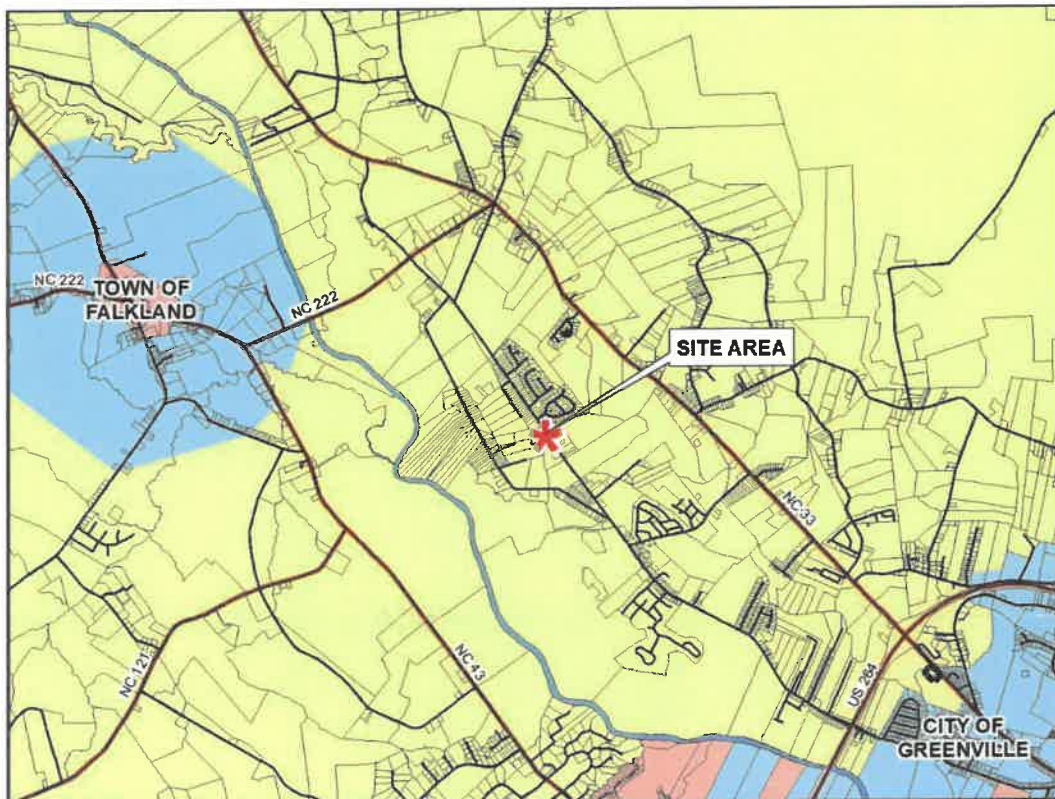 NC 222
TOWN OF
FALKLAND
NC 222
SITE AREA
NC 33
NC 121
NC 43
US 264
CITY OF
GREENVILLE